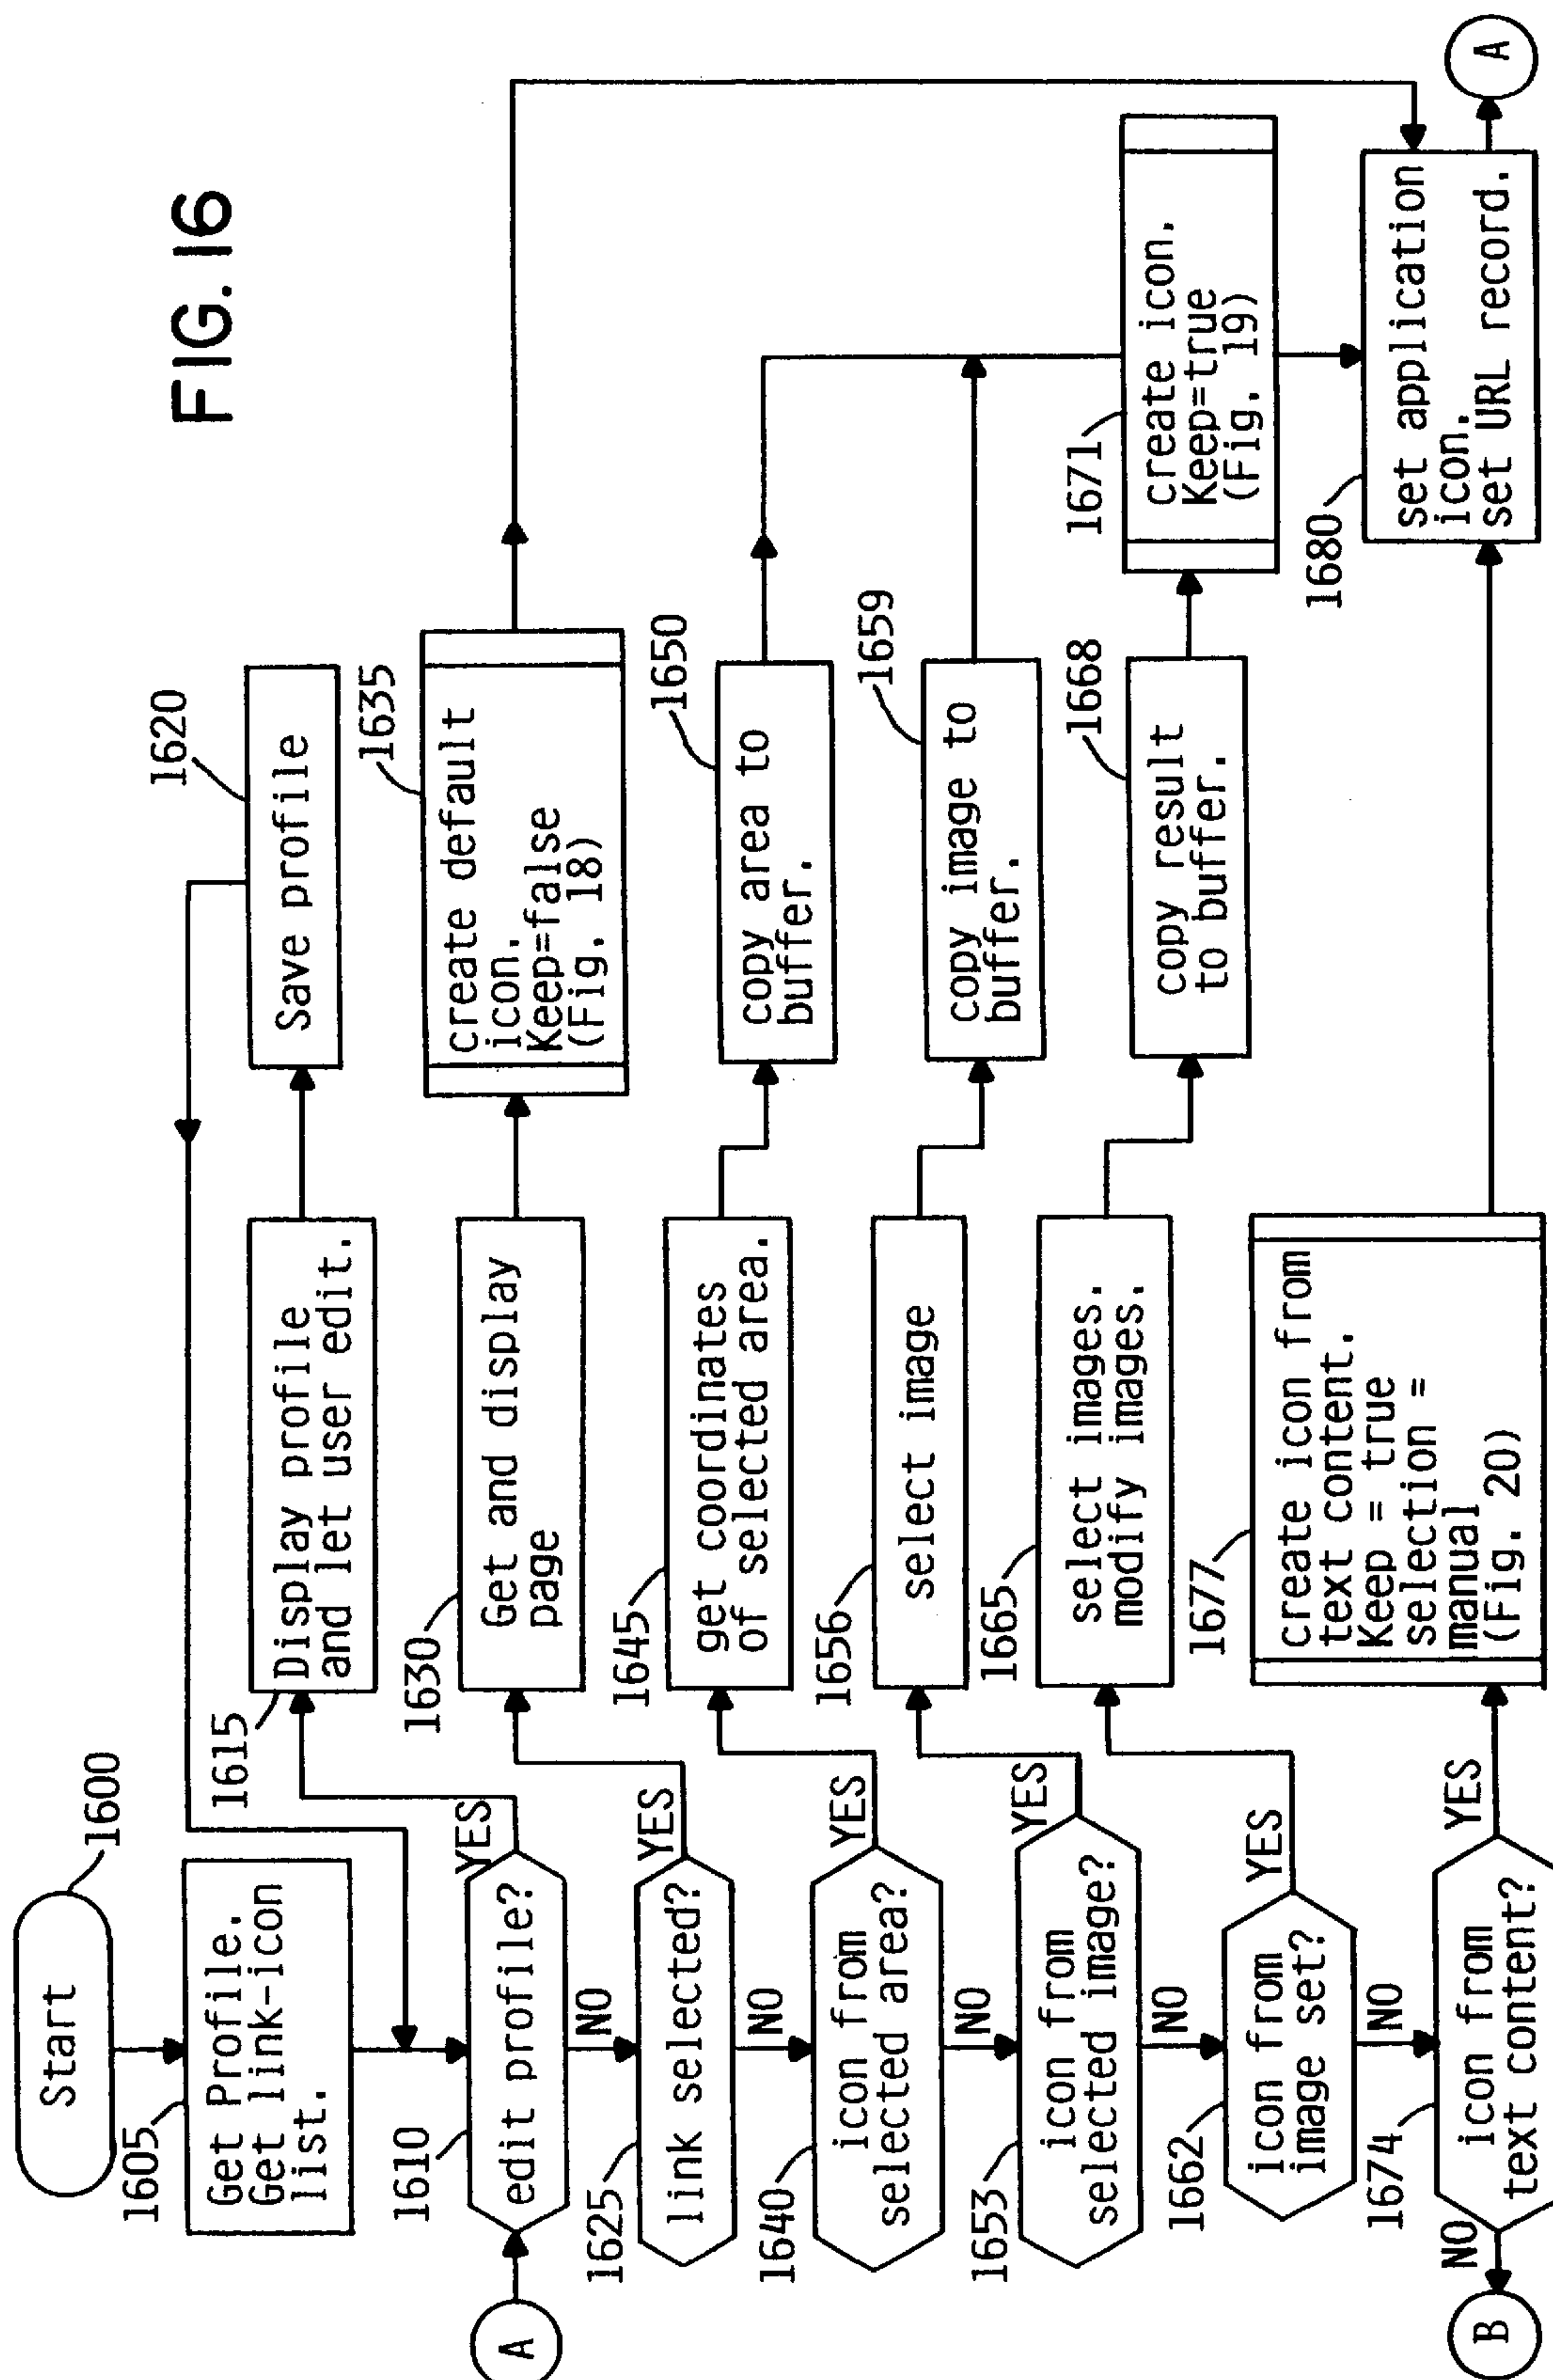 FIG. 16
Start
1600
1605
Get Profile.
Get link-icon
list.
A
1610
edit profile?
YES
NO
1615
Display profile
and let user edit.
1620
Save profile
1625
link selected?
YES
NO
1630
Get and display
page
1635
create default
icon.
Keep=false
(Fig. 18)
1640
icon from
selected area?
YES
NO
1645
get coordinates
of selected area.
1650
copy area to
buffer.
1653
icon from
selected image?
YES
NO
1656
select image
1659
copy image to
buffer.
1662
icon from
image set?
YES
NO
1665
select images.
modify images.
1668
copy result
to buffer.
1671
create icon.
Keep=true
(Fig. 19)
1674
icon from
text content?
YES
NO
B
1677
create icon from
text content.
Keep = true
selection =
manual
(Fig. 20)
1680
set application
icon.
set URL record.
A